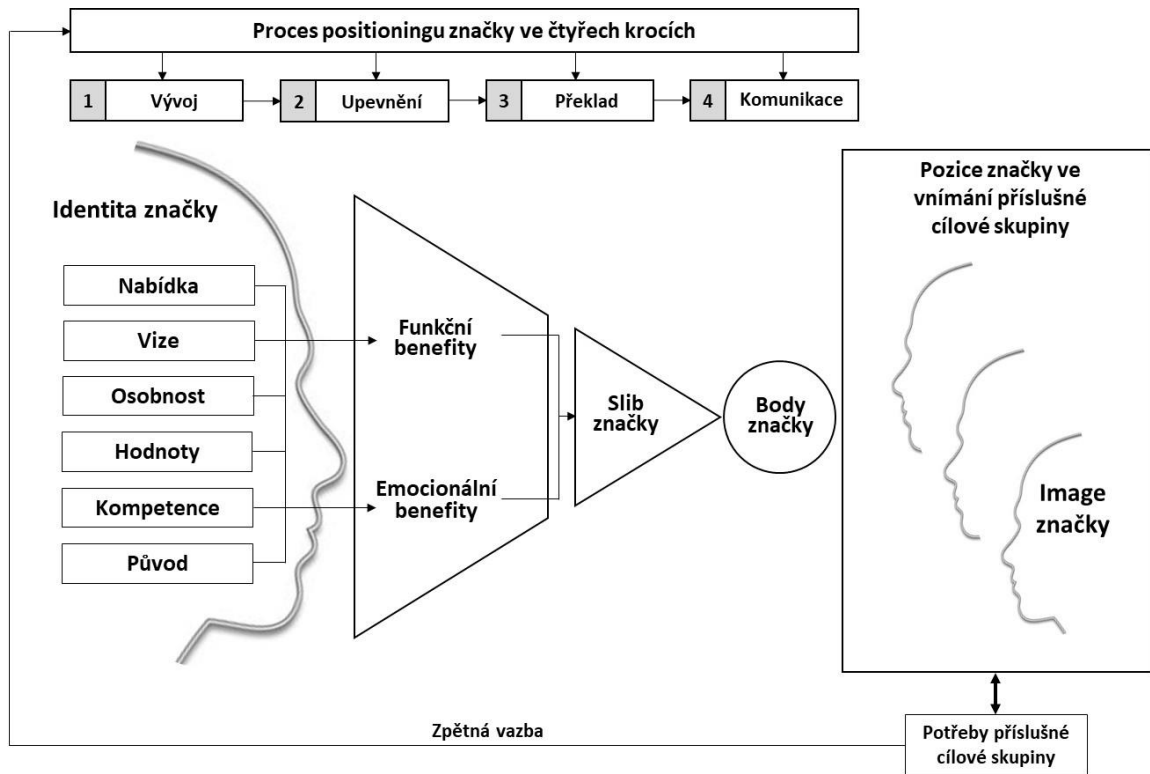 Proces positioningu značky ve čtyřech krocích
1 Vývoj
2 Upevnění
3 Překlad
4 Komunikace
Identita značky
Nabídka
Vize
Osobnost
Hodnoty
Kompetence
Původ
Funkční
benefity
Emocionální
benefity
Slib
značky
Body
značky
Pozice značky ve
vnímání příslušné
cílové skupiny
Image
značky
Zpětná vazba
Potřeby příslušné
cílové skupiny